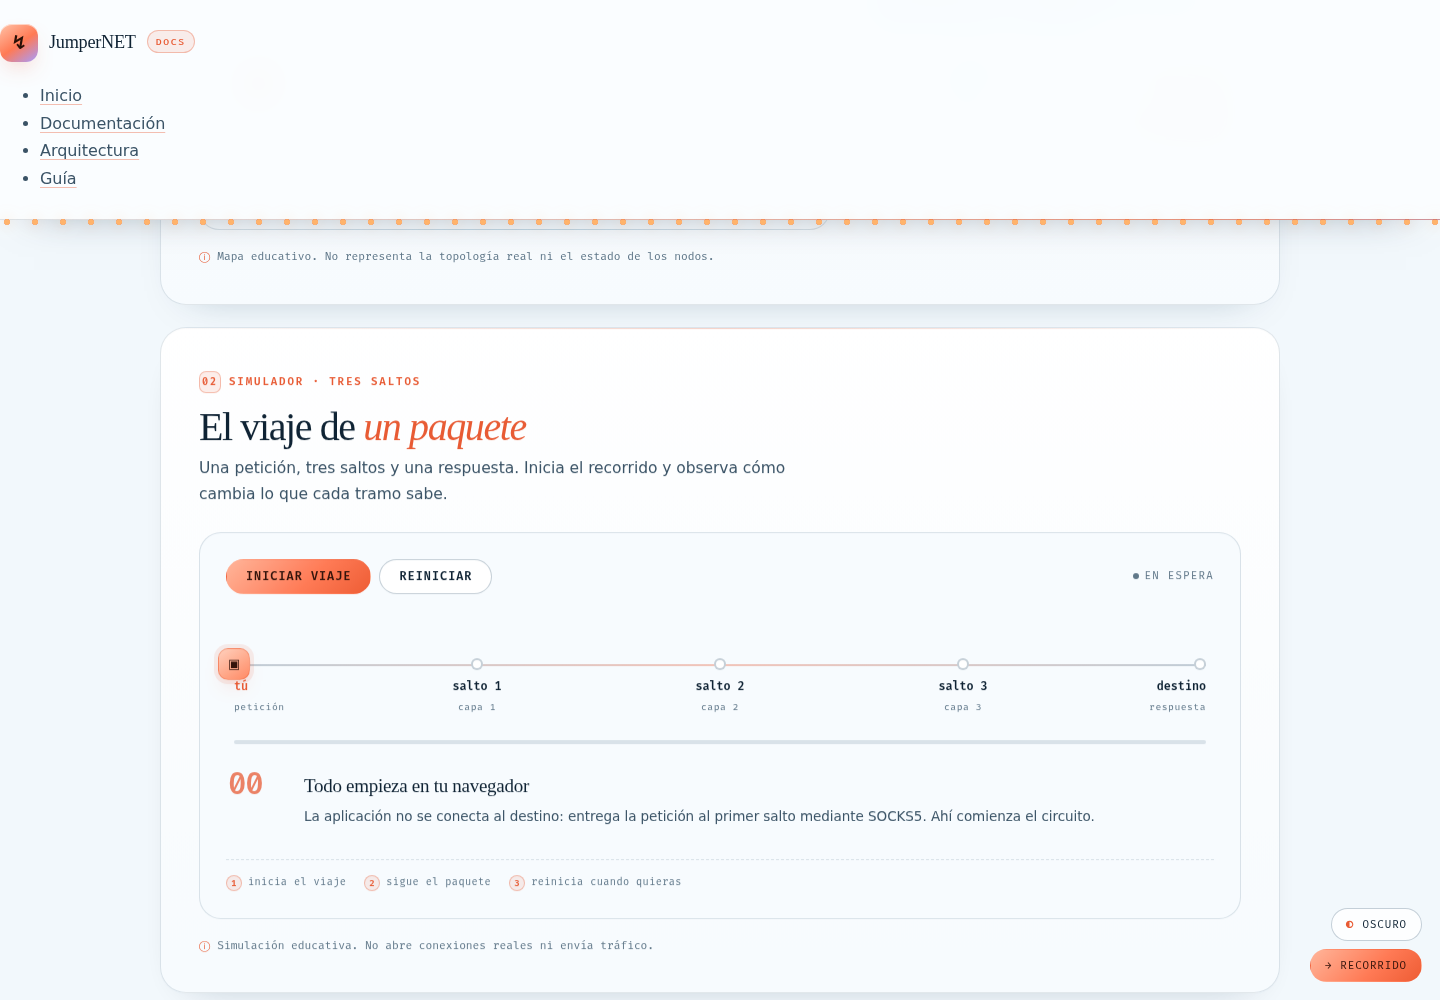 JumperNET DOCS
Inicio
Documentación
Arquitectura
Guía
Mapa educativo. No representa la topología real ni el estado de los nodos.
02 SIMULADOR · TRES SALTOS
El viaje de un paquete
Una petición, tres saltos y una respuesta. Inicia el recorrido y observa cómo
cambia lo que cada tramo sabe.
INICIAR VIAJE REINICIAR EN ESPERA
tú salto 1 salto 2 salto 3 destino
petición capa 1 capa 2 capa 3 respuesta
00 Todo empieza en tu navegador
La aplicación no se conecta al destino: entrega la petición al primer salto mediante SOCKS5. Ahí comienza el circuito.
1 inicia el viaje 2 sigue el paquete 3 reinicia cuando quieras
Simulación educativa. No abre conexiones reales ni envía tráfico.
OSCURO
→ RECORRIDO